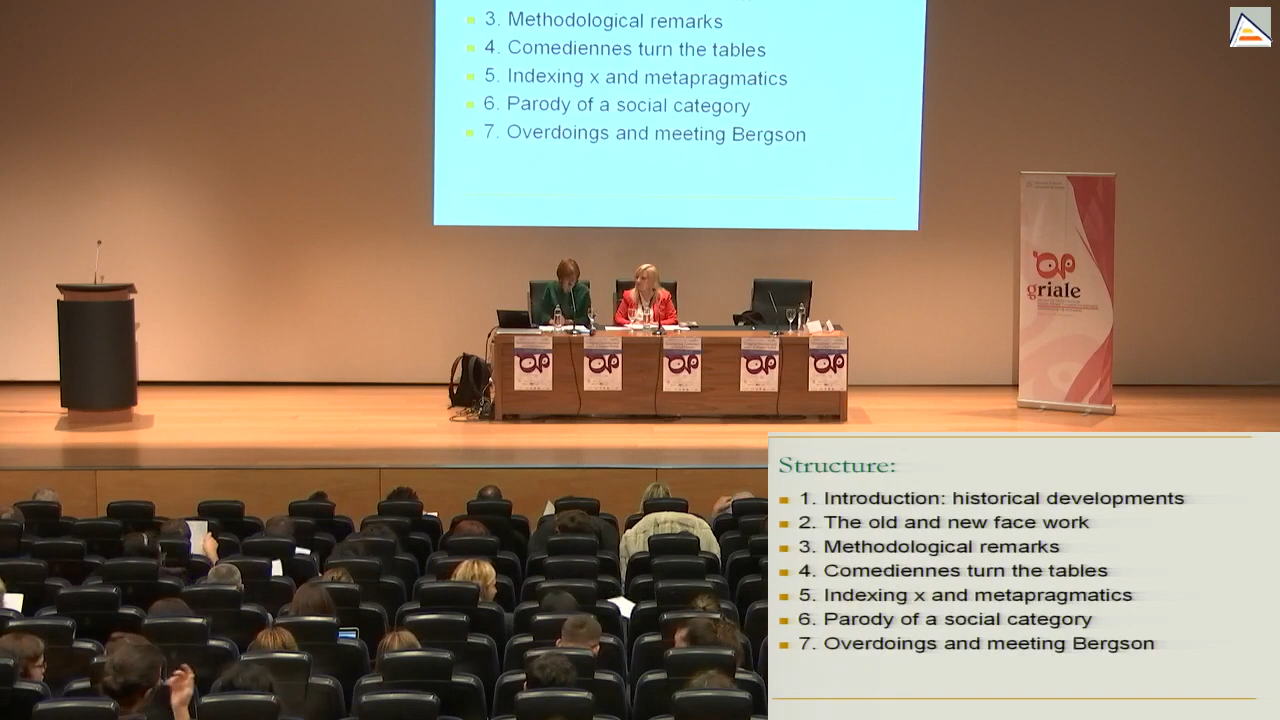 3. Methodological remarks
4. Comediennes turn the tables
5. Indexing x and metapragmatics
6. Parody of a social category
7. Overdoings and meeting Bergson
griale
Structure:
1. Introduction: historical developments
2. The old and new face work
3. Methodological remarks
4. Comediennes turn the tables
5. Indexing x and metapragmatics
6. Parody of a social category
7. Overdoings and meeting Bergson